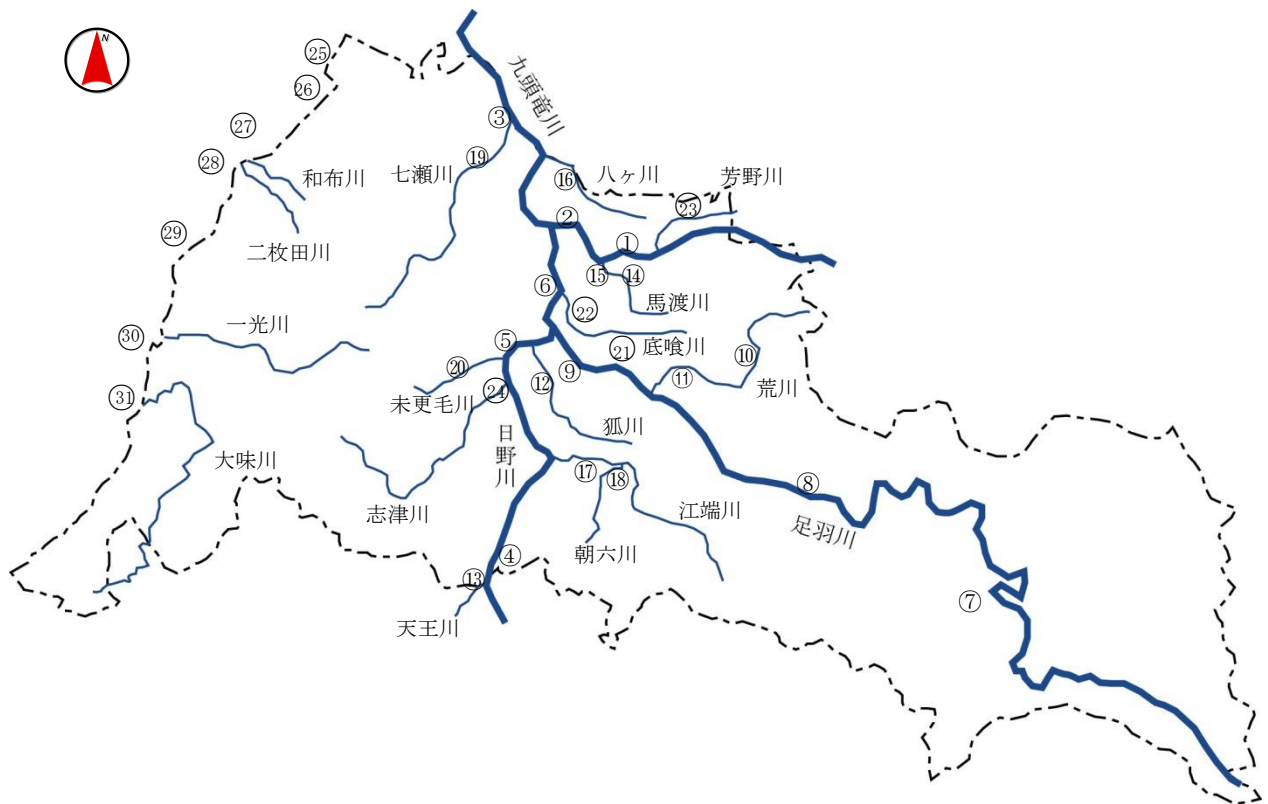 N
㉕
㉖
九頭竜川
③
㉗
㉘
和布川
七瀬川
⑲
八ヶ川
芳野川
⑯
㉓
②
㉙
二枚田川
①
⑮
⑭
⑥
馬渡川
㉒
一光川
㉚
⑤
底喰川
㉑
⑩
⑨
⑳
⑫
⑪
荒川
㉛
未更毛川
㉔
日野川
狐川
大味川
⑰
⑱
⑧
志津川
江端川
足羽川
朝六川
④
⑬
⑦
天王川